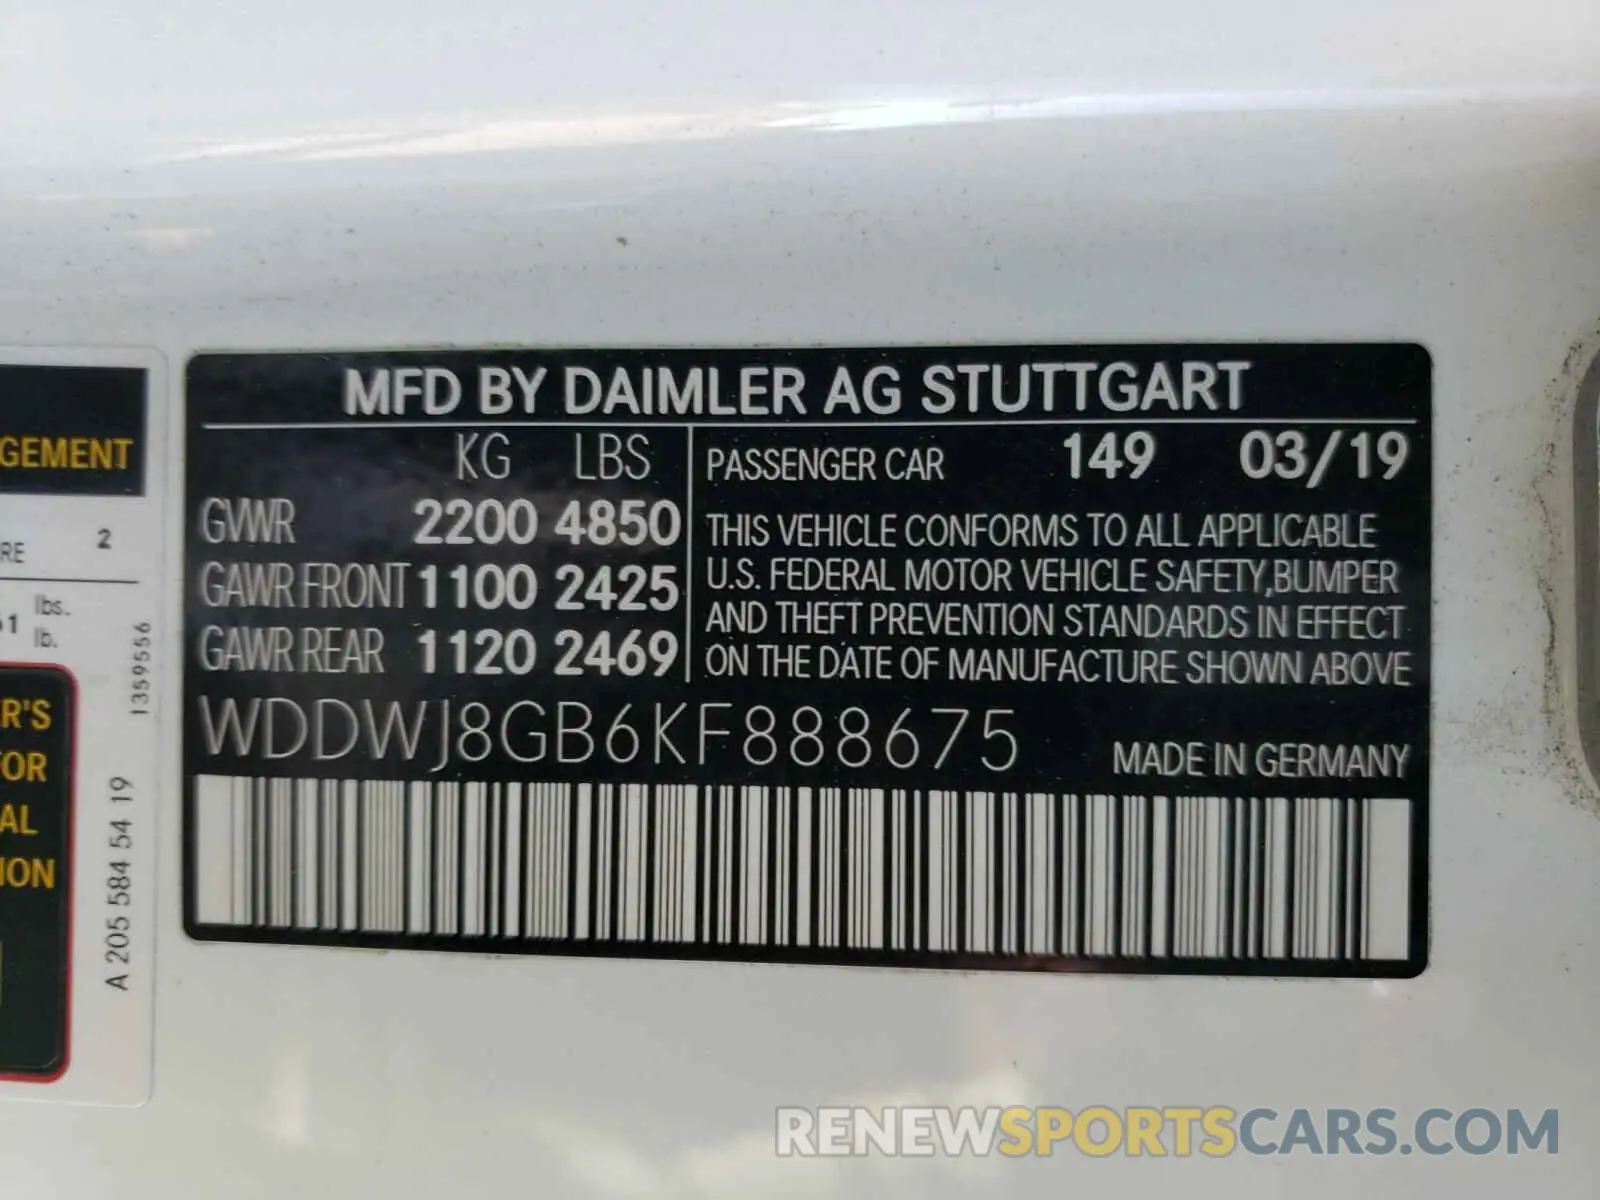 MFD BY DAIMLER AG STUTTGART
KG LBS
GVWR 2200 4850
GAWR FRONT 1100 2425
GAWR REAR 1120 2469
PASSENGER CAR 149 03/19
THIS VEHICLE CONFORMS TO ALL APPLICABLE
U.S. FEDERAL MOTOR VEHICLE SAFETY,BUMPER
AND THEFT PREVENTION STANDARDS IN EFFECT
ON THE DATE OF MANUFACTURE SHOWN ABOVE
WDDWJ8GB6KF888675
MADE IN GERMANY
GEMENT
RE 2
1 lbs.
lb.
R'S
OR
AL
ION
1359556
A 205 584 54 19
RENEWSPORTSCARS.COM